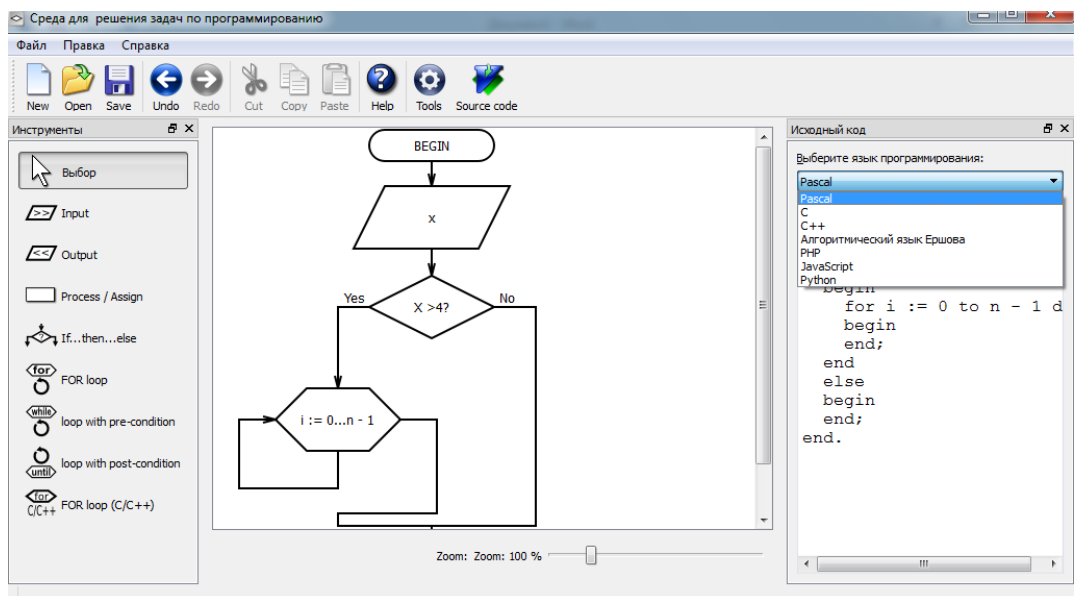 Среда для решения задач по программированию
Файл Правка Справка
New Open Save Undo Redo Cut Copy Paste Help Tools Source code
Инструменты
Выбор
>> Input
<< Output
Process / Assign
? If...then...else
for FOR loop
while loop with pre-condition
until loop with post-condition
for C/C++ FOR loop (C/C++)
BEGIN
x
X >4?
Yes
No
i := 0...n - 1
Zoom: Zoom: 100 %
Исходный код
Выберите язык программирования:
Pascal
Pascal
C
C++
Алгоритмический язык Ершова
PHP
JavaScript
Python
begin
for i := 0 to n - 1 d
begin
end;
end
else
begin
end;
end.